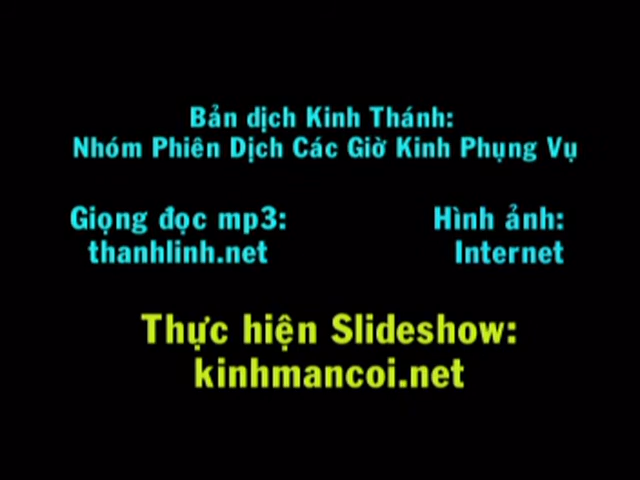 Bản dịch Kinh Thánh:
Nhóm Phiên Dịch Các Giờ Kinh Phụng Vụ
Giọng đọc mp3:
thanhlinh.net
Hình ảnh:
Internet
Thực hiện Slideshow:
kinhmancoi.net